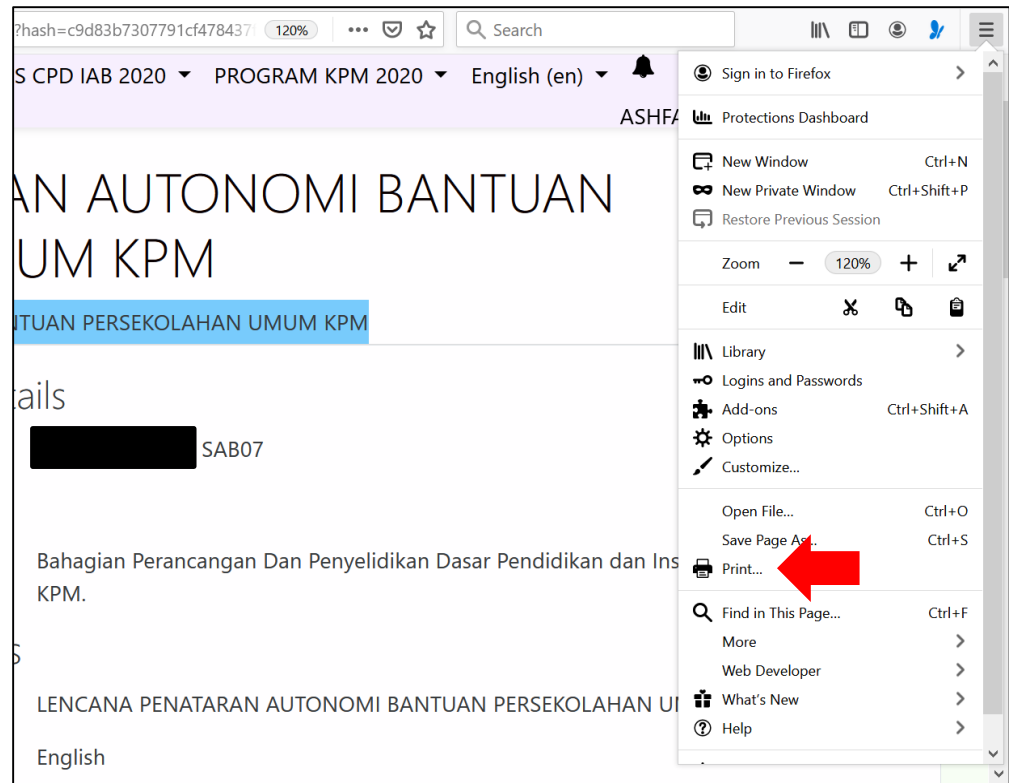 ?hash=c9d83b7307791cf478437 120% Search
S CPD IAB 2020 PROGRAM KPM 2020 English (en)
ASHFA
AN AUTONOMI BANTUAN
UM KPM
NTUAN PERSEKOLAHAN UMUM KPM
ails
SAB07
Bahagian Perancangan Dan Penyelidikan Dasar Pendidikan dan Ins
KPM.
S
LENCANA PENATARAN AUTONOMI BANTUAN PERSEKOLAHAN U
English
Sign in to Firefox
Protections Dashboard
New Window Ctrl+N
New Private Window Ctrl+Shift+P
Restore Previous Session
Zoom 120%
Edit
Library
Logins and Passwords
Add-ons Ctrl+Shift+A
Options
Customize...
Open File... Ctrl+O
Save Page As... Ctrl+S
Print...
Find in This Page... Ctrl+F
More
Web Developer
What's New
Help